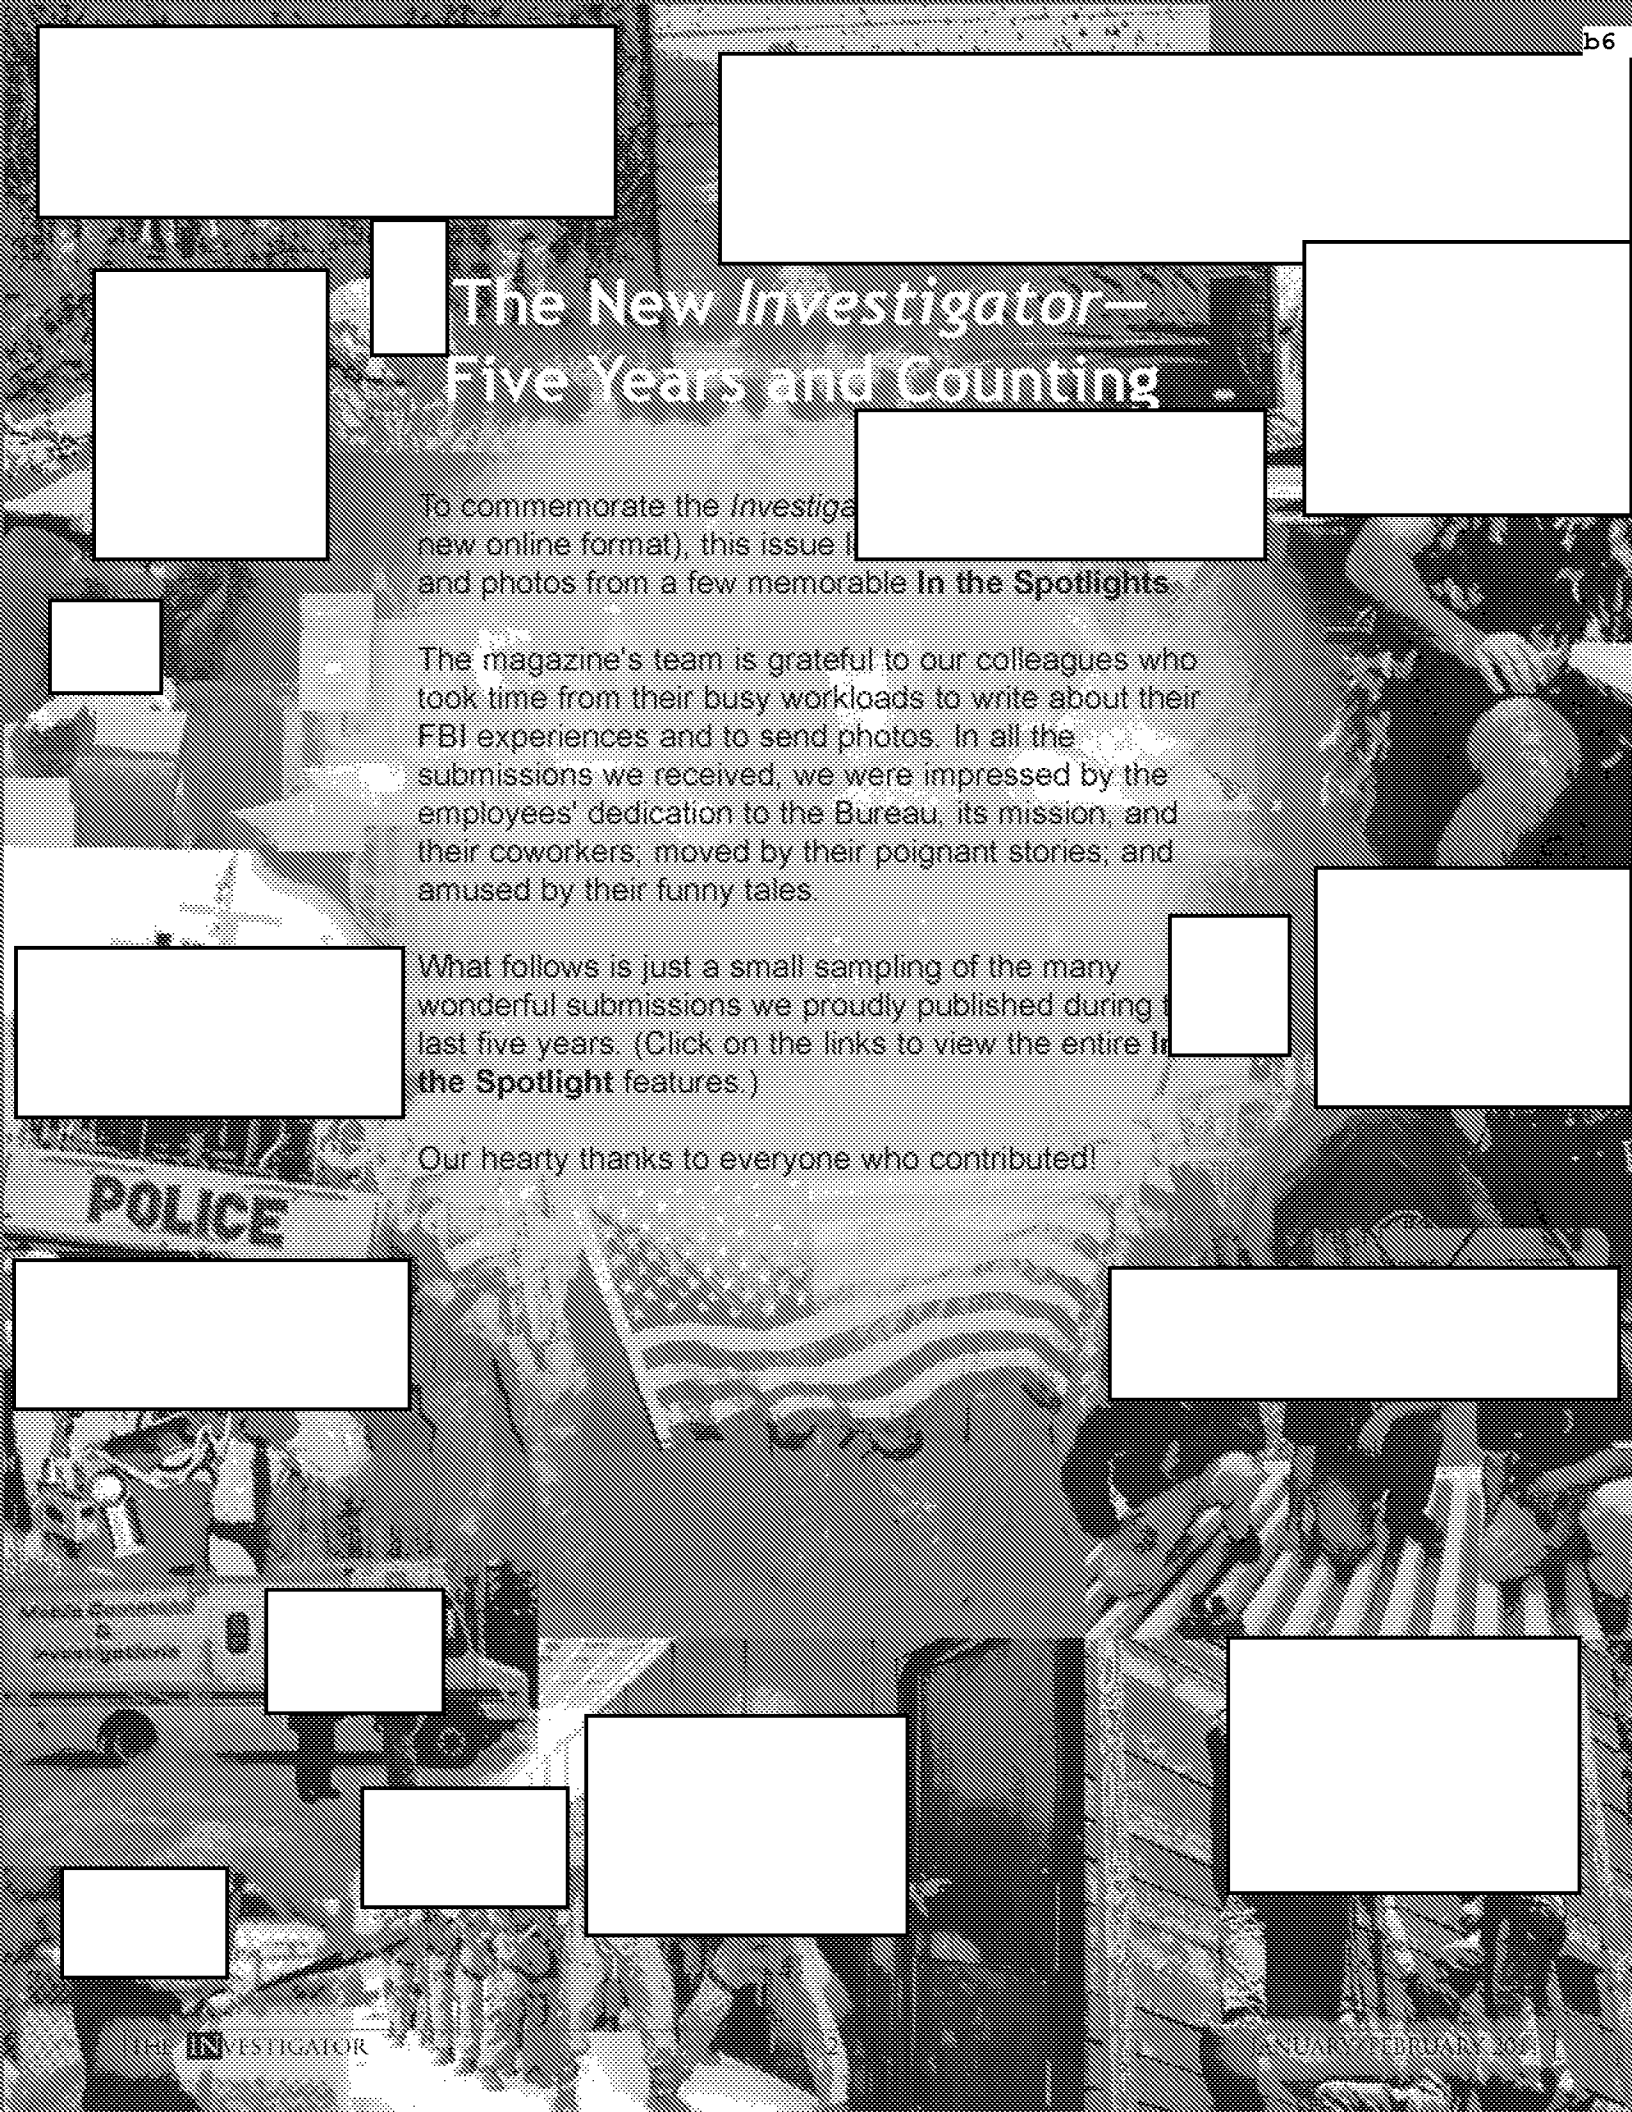 b6
The New Investigator—
Five Years and Counting
To commemorate the Investiga
new online format), this issue l
and photos from a few memorable In the Spotlights.
The magazine's team is grateful to our colleagues who
took time from their busy workloads to write about their
FBI experiences and to send photos. In all the
submissions we received, we were impressed by the
employees' dedication to the Bureau, its mission, and
their coworkers; moved by their poignant stories; and
amused by their funny tales.
What follows is just a small sampling of the many
wonderful submissions we proudly published during t
last five years. (Click on the links to view the entire In
the Spotlight features.)
Our hearty thanks to everyone who contributed!
POLICE
THE INVESTIGATOR 2 JANUARY-FEBRUARY